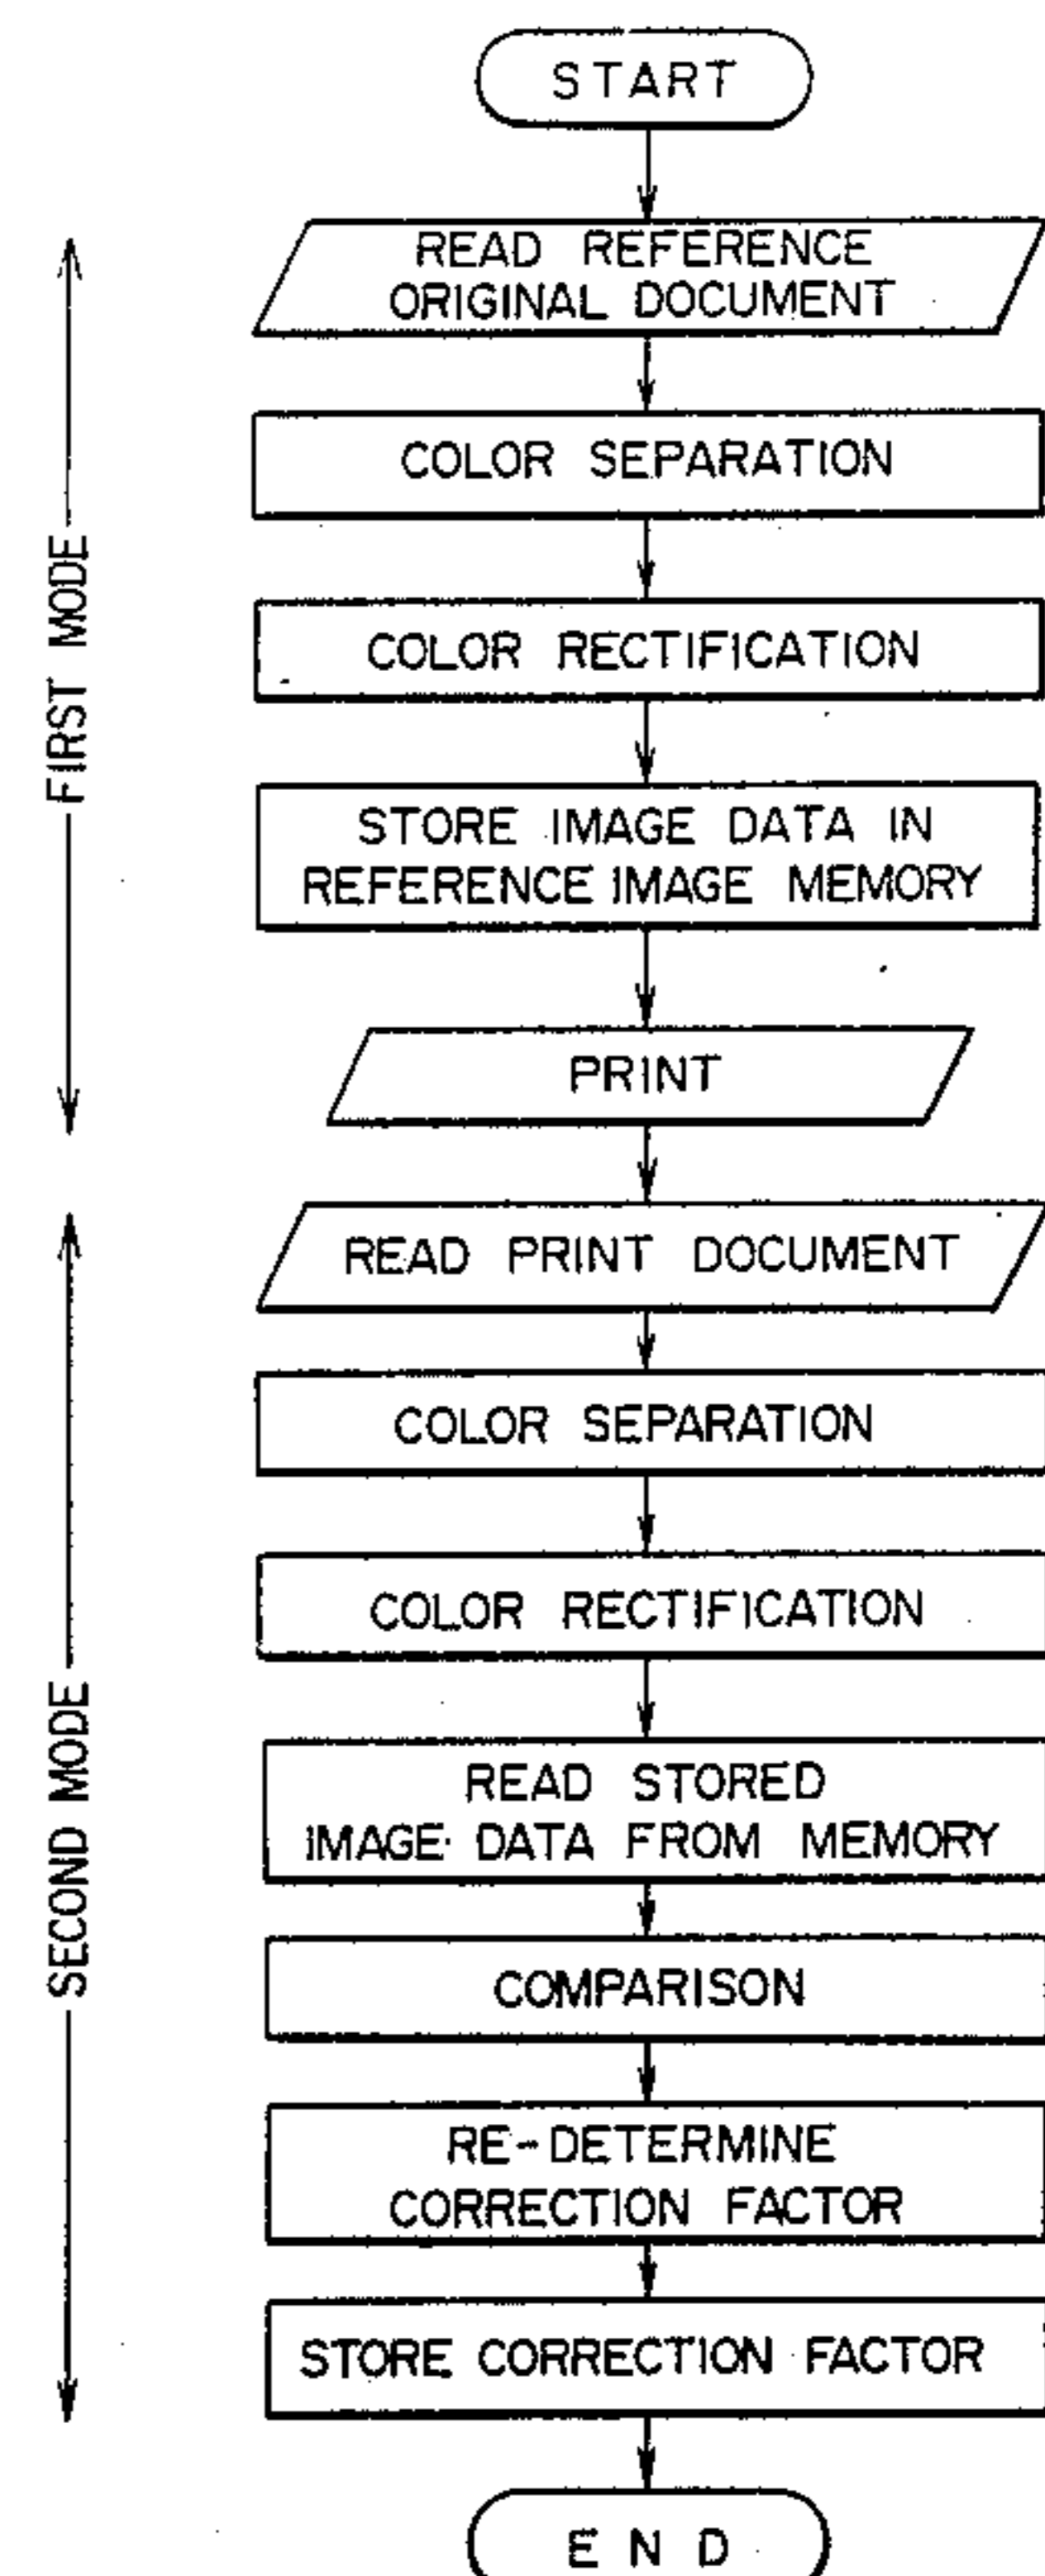 START
READ REFERENCE
ORIGINAL DOCUMENT
COLOR SEPARATION
COLOR RECTIFICATION
STORE IMAGE DATA IN
REFERENCE IMAGE MEMORY
PRINT
FIRST MODE
READ PRINT DOCUMENT
COLOR SEPARATION
COLOR RECTIFICATION
READ STORED
IMAGE DATA FROM MEMORY
COMPARISON
RE-DETERMINE
CORRECTION FACTOR
STORE CORRECTION FACTOR
SECOND MODE
END